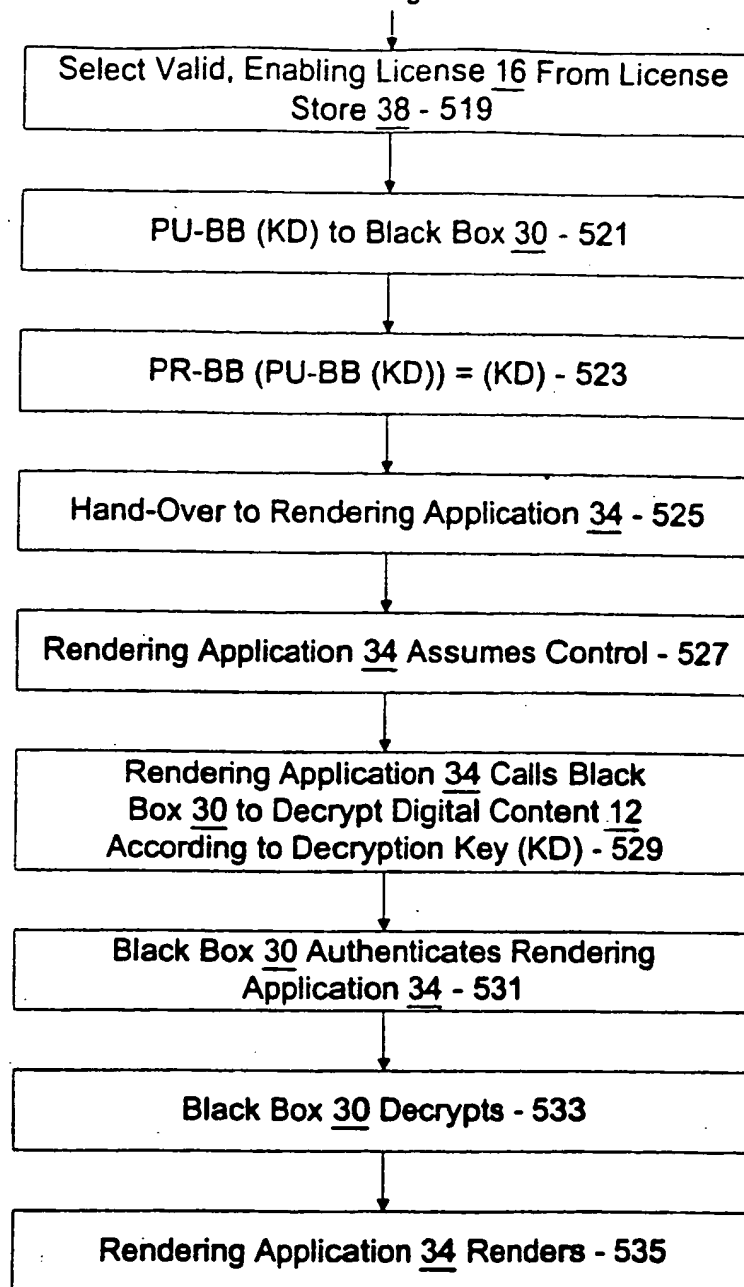 Select Valid, Enabling License 16 From License
Store 38 - 519
PU-BB (KD) to Black Box 30 - 521
PR-BB (PU-BB (KD)) = (KD) - 523
Hand-Over to Rendering Application 34 - 525
Rendering Application 34 Assumes Control - 527
Rendering Application 34 Calls Black
Box 30 to Decrypt Digital Content 12
According to Decryption Key (KD) - 529
Black Box 30 Authenticates Rendering
Application 34 - 531
Black Box 30 Decrypts - 533
Rendering Application 34 Renders - 535